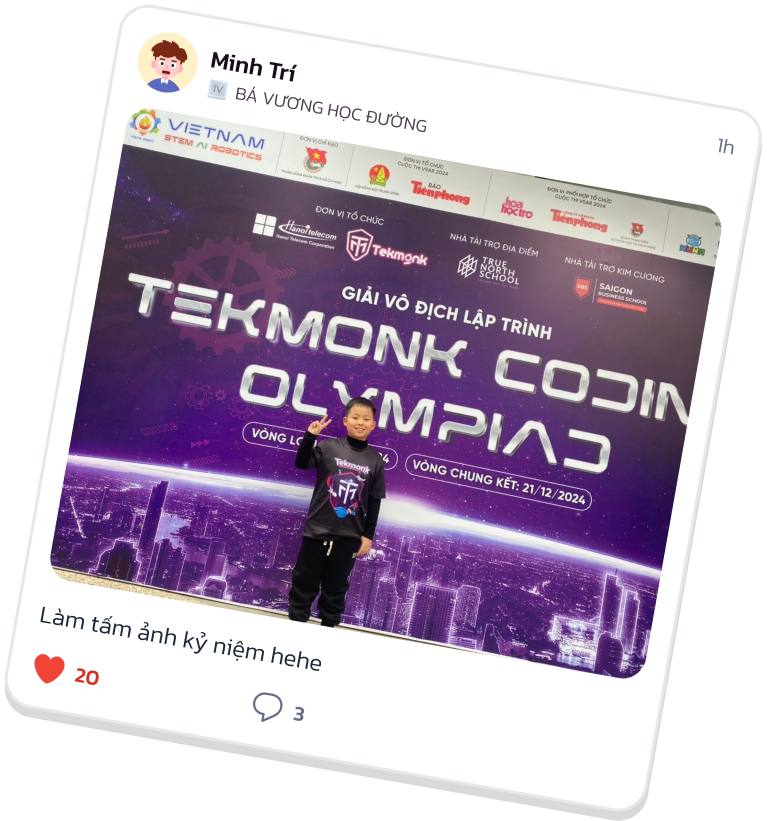 Minh Trí
IV BÁ VƯƠNG HỌC ĐƯỜNG
1h
VIETNAM
STEM AI ROBOTICS
ĐƠN VỊ CHỈ ĐẠO
ĐƠN VỊ TỔ CHỨC
CUỘC THI VSAR 2024
BÁO
Tiền phong
hoa
học trò
ĐƠN VỊ PHỐI HỢP TỔ CHỨC
CUỘC THI VSAR 2024
Tiền phong
ĐƠN VỊ TỔ CHỨC
Hanoitelecom
Hanoi Telecom Corporation
Tekmonk
NHÀ TÀI TRỢ ĐỊA ĐIỂM
TRUE
NORTH
SCHOOL
NHÀ TÀI TRỢ KIM CƯƠNG
SBS
SAIGON
BUSINESS SCHOOL
GIẢI VÔ ĐỊCH LẬP TRÌNH
TEKMONK CODIN
OLYMPIAD
VÒNG LO
24
VÒNG CHUNG KẾT: 21/12/2024
Tekmonk
Làm tấm ảnh kỷ niệm hehe
20
3